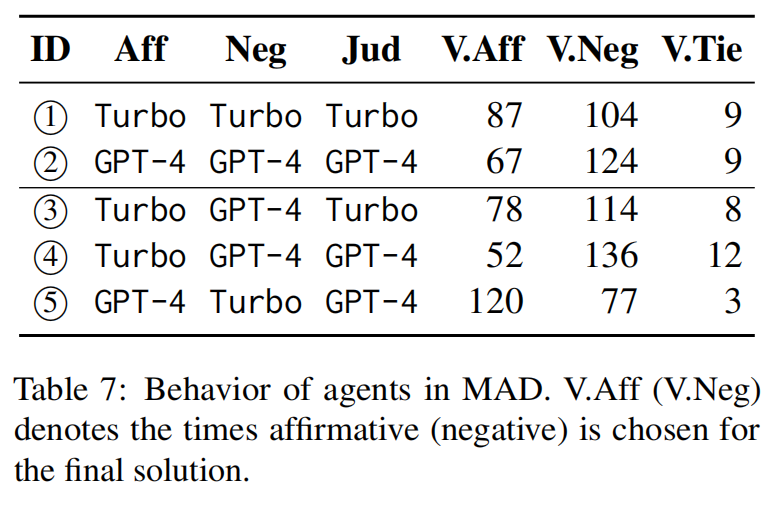 ID Aff Neg Jud V.Aff V.Neg V.Tie
① Turbo Turbo Turbo 87 104 9
② GPT-4 GPT-4 GPT-4 67 124 9
③ Turbo GPT-4 Turbo 78 114 8
④ Turbo GPT-4 GPT-4 52 136 12
⑤ GPT-4 Turbo GPT-4 120 77 3
Table 7: Behavior of agents in MAD. V.Aff (V.Neg)
denotes the times affirmative (negative) is chosen for
the final solution.